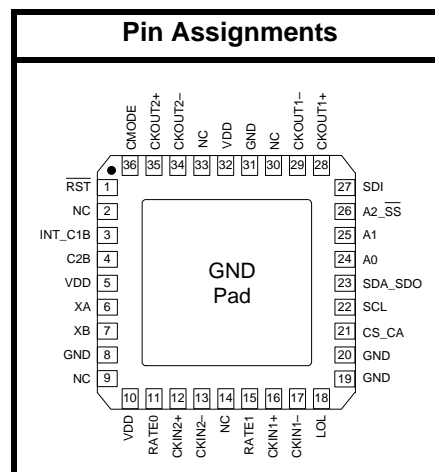 Pin Assignments
CMODE
CKOUT2+
CKOUT2–
NC
VDD
GND
NC
CKOUT1–
CKOUT1+
36 35 34 33 32 31 30 29 28
RST 1
NC 2
INT_C1B 3
C2B 4
VDD 5
XA 6
XB 7
GND 8
NC 9
GND
Pad
27 SDI
26 A2_SS
25 A1
24 A0
23 SDA_SDO
22 SCL
21 CS_CA
20 GND
19 GND
10 11 12 13 14 15 16 17 18
VDD
RATE0
CKIN2+
CKIN2–
NC
RATE1
CKIN1+
CKIN1–
LOL